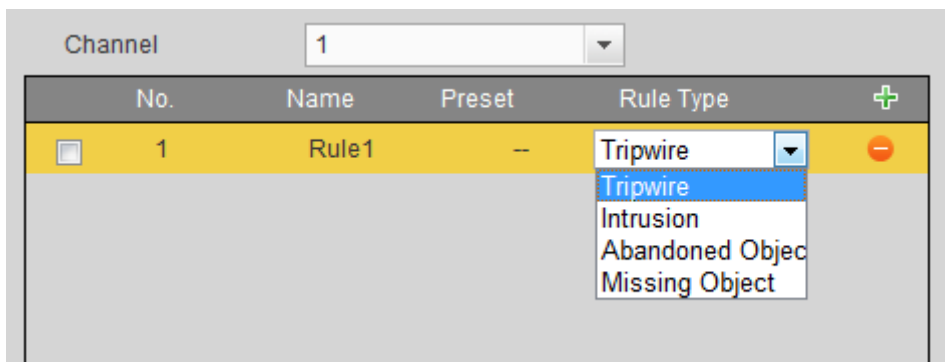 Channel 1
No. Name Preset Rule Type
1 Rule1 -- Tripwire
Tripwire
Intrusion
Abandoned Objec
Missing Object